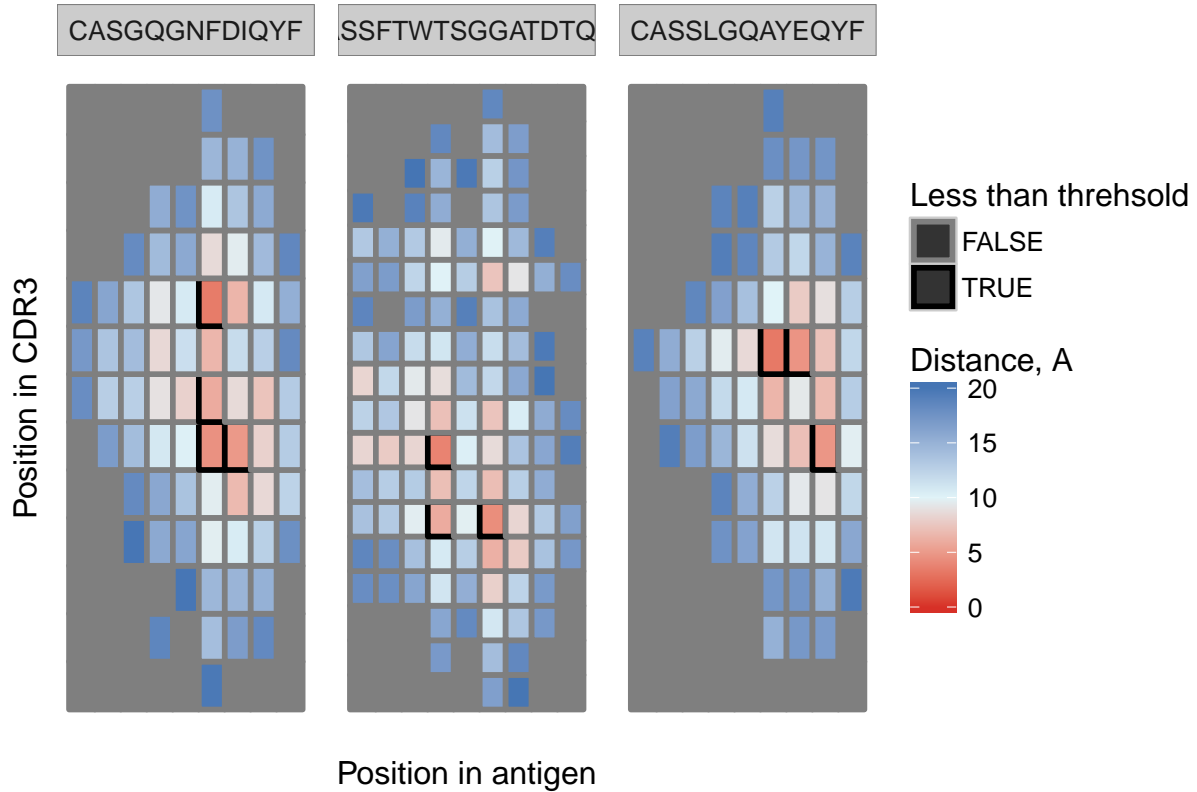 CASGQGNFDIQYF
SSFTWTSGGATDTQ
CASSLGQAYEQYF
Position in CDR3
Position in antigen
Less than threhsold
FALSE
TRUE
Distance, A
20
15
10
5
0